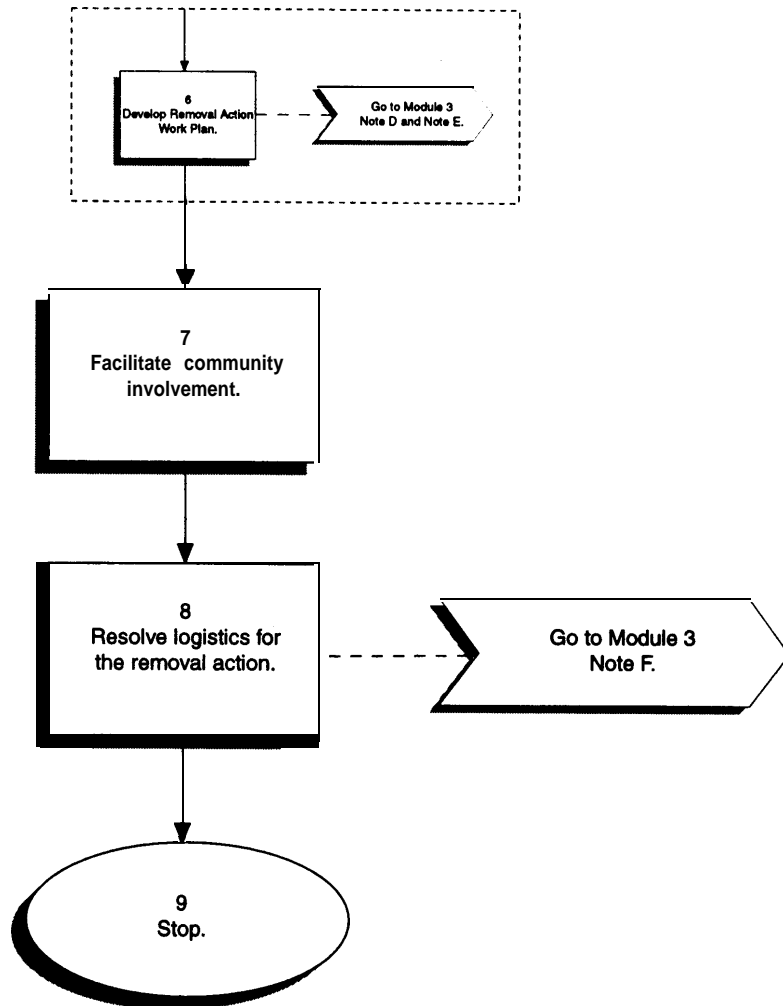 6
Develop Removal Action
Work Plan.
Go to Module 3
Note D and Note E.
7
Facilitate community
involvement.
8
Resolve logistics for
the removal action.
Go to Module 3
Note F.
9
Stop.